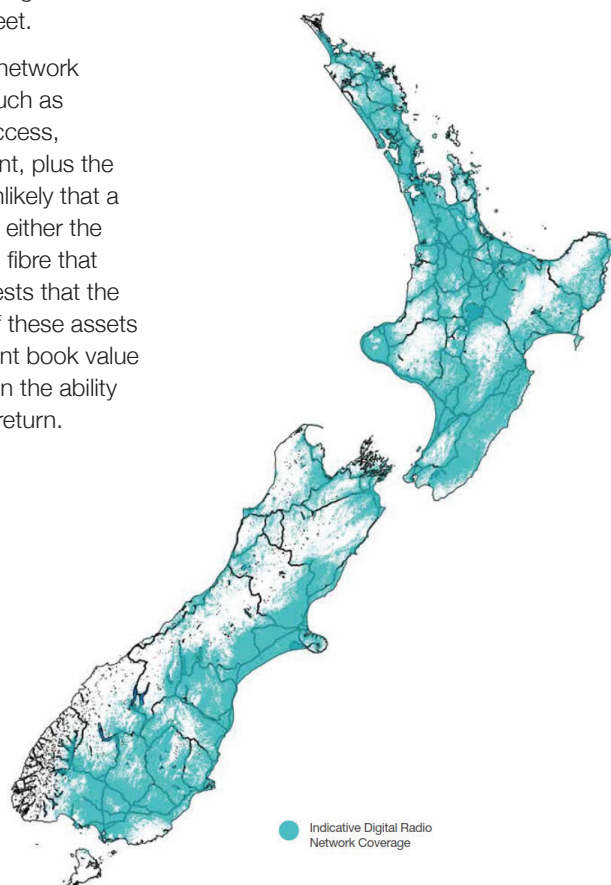 eet.
network
uch as
ccess,
nt, plus the
nlikely that a
either the
fibre that
ests that the
f these assets
nt book value
n the ability
return.
Indicative Digital Radio
Network Coverage